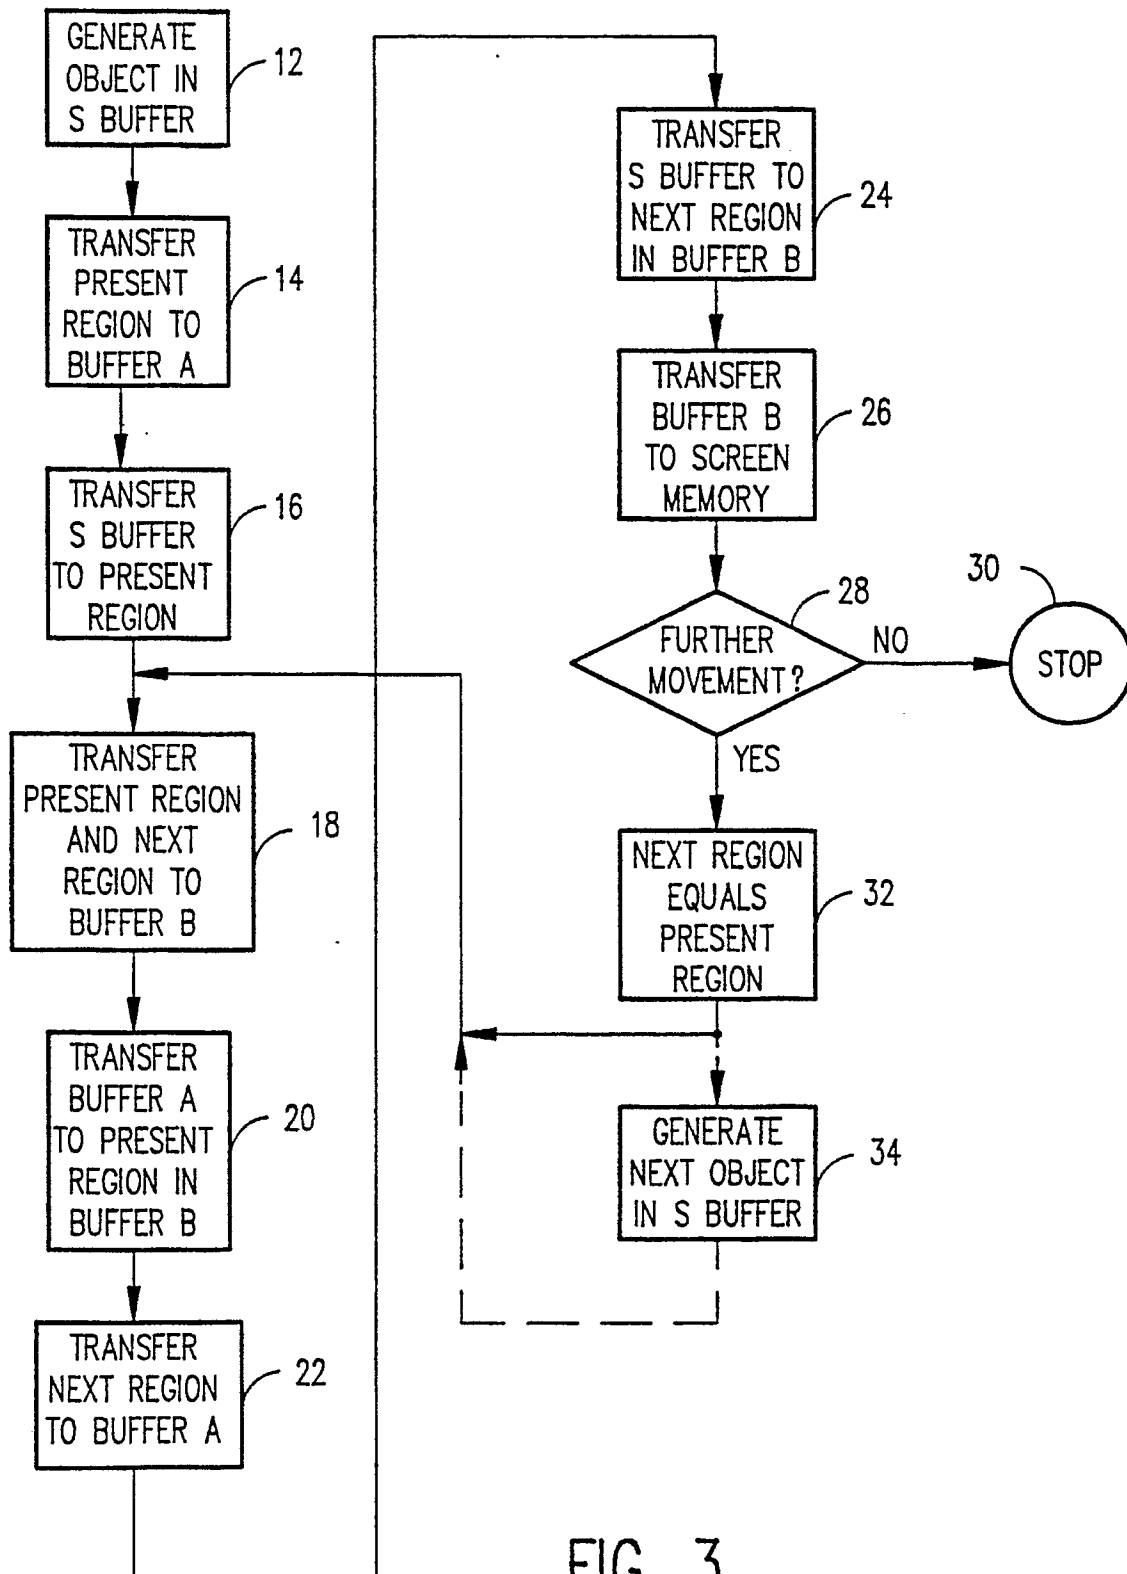 GENERATE
OBJECT IN
S BUFFER
12
TRANSFER
PRESENT
REGION TO
BUFFER A
14
TRANSFER
S BUFFER
TO PRESENT
REGION
16
TRANSFER
PRESENT REGION
AND NEXT
REGION TO
BUFFER B
18
TRANSFER
BUFFER A
TO PRESENT
REGION IN
BUFFER B
20
TRANSFER
NEXT REGION
TO BUFFER A
22
TRANSFER
S BUFFER TO
NEXT REGION
IN BUFFER B
24
TRANSFER
BUFFER B
TO SCREEN
MEMORY
26
FURTHER
MOVEMENT?
28
NO
30
STOP
YES
NEXT REGION
EQUALS
PRESENT
REGION
32
GENERATE
NEXT OBJECT
IN S BUFFER
34
FIG. 3